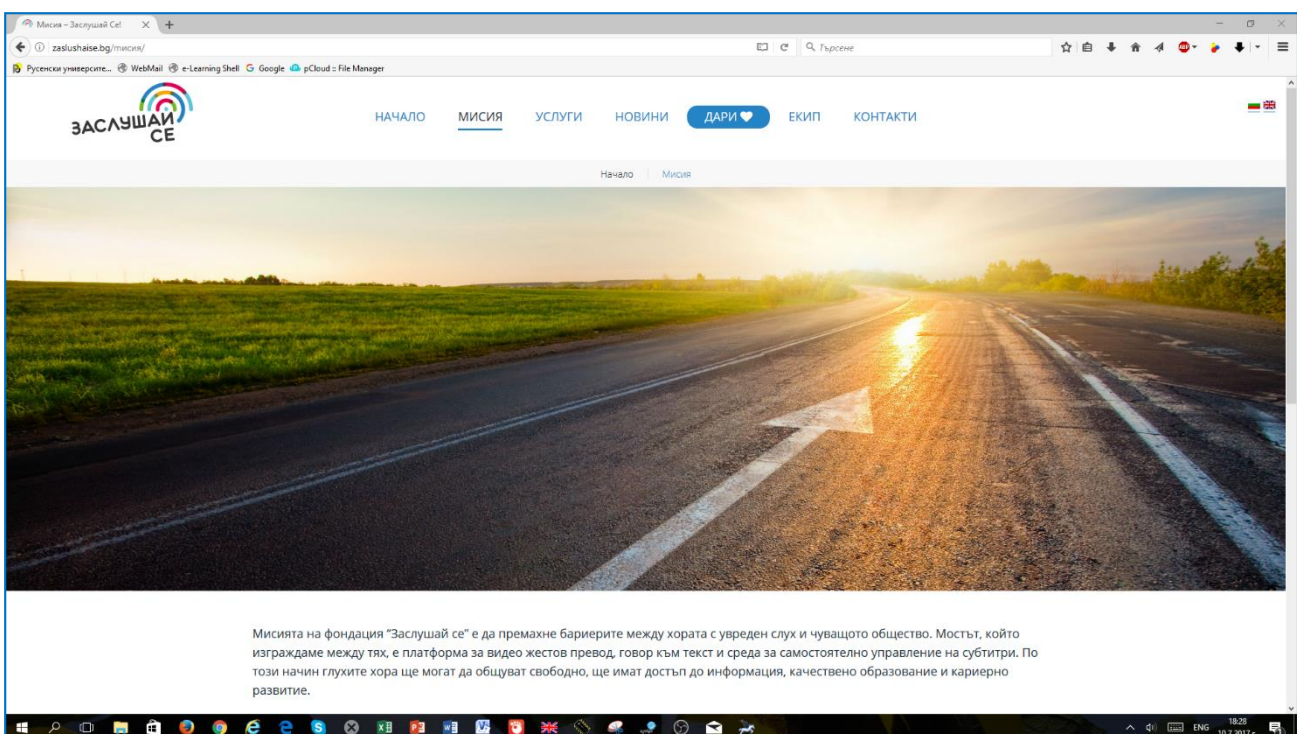 Мисия – Заслушай Се!
zaslushaise.bg/мисия/
Търсене
Русенски университе... WebMail e-Learning Shell Google pCloud :: File Manager
ЗАСЛУШАЙ
СЕ
НАЧАЛО МИСИЯ УСЛУГИ НОВИНИ ДАРИ ЕКИП КОНТАКТИ
Начало Мисия
Мисията на фондация “Заслушай се” е да премахне бариерите между хората с увреден слух и чуващото общество. Мостът, който
изграждаме между тях, е платформа за видео жестов превод, говор към текст и среда за самостоятелно управление на субтитри. По
този начин глухите хора ще могат да общуват свободно, ще имат достъп до информация, качествено образование и кариерно
развитие.
ENG
18:28
10.7.2017 г.